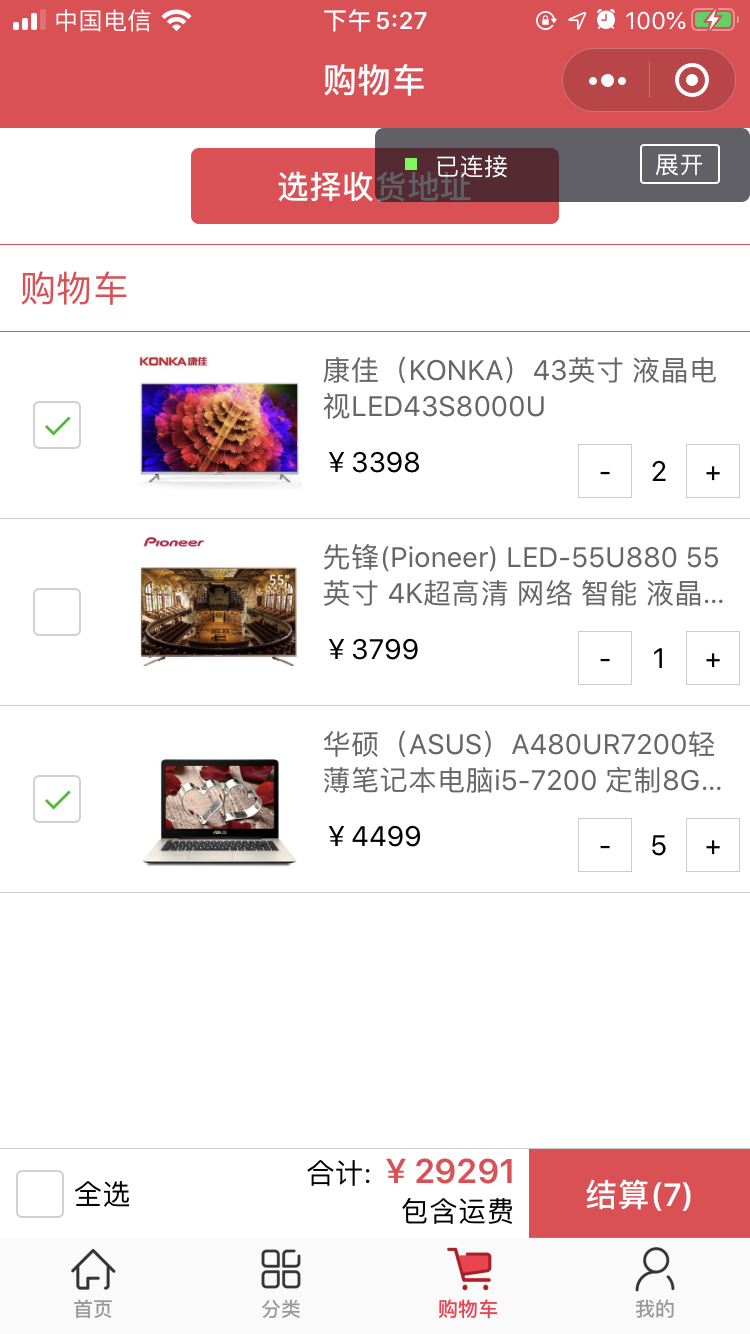 中国电信 下午5:27 100%
购物车
已连接 展开
选择收货地址
购物车
KONKA康佳
康佳（KONKA）43英寸 液晶电
视LED43S8000U
￥3398
- 2 +
Pioneer
55"
先锋(Pioneer) LED-55U880 55
英寸 4K超高清 网络 智能 液晶...
￥3799
- 1 +
华硕（ASUS）A480UR7200轻
薄笔记本电脑i5-7200 定制8G...
ASUS
￥4499
- 5 +
全选
合计: ￥29291
包含运费
结算(7)
首页 分类 购物车 我的